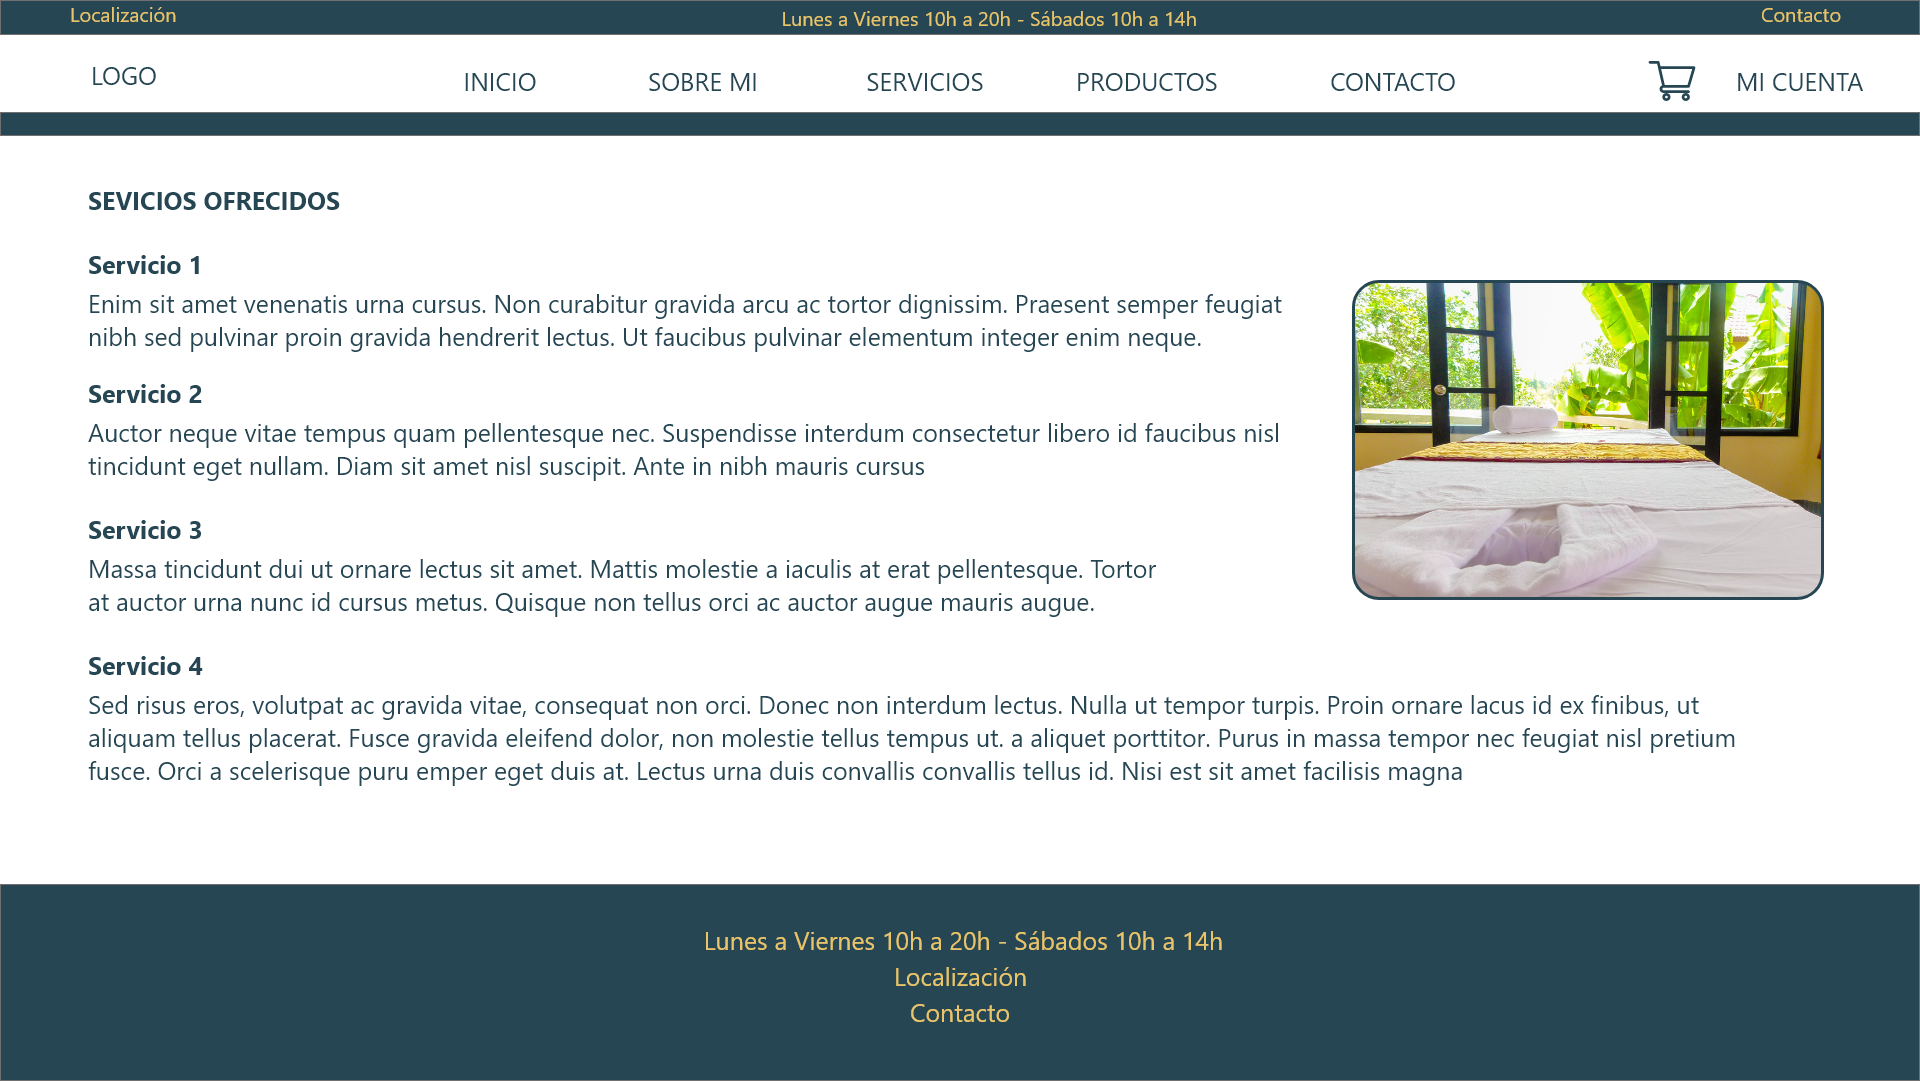 Localización
Lunes a Viernes 10h a 20h - Sábados 10h a 14h
Contacto
LOGO
INICIO
SOBRE MI
SERVICIOS
PRODUCTOS
CONTACTO
MI CUENTA
SEVICIOS OFRECIDOS
Servicio 1
Enim sit amet venenatis urna cursus. Non curabitur gravida arcu ac tortor dignissim. Praesent semper feugiat
nibh sed pulvinar proin gravida hendrerit lectus. Ut faucibus pulvinar elementum integer enim neque.
Servicio 2
Auctor neque vitae tempus quam pellentesque nec. Suspendisse interdum consectetur libero id faucibus nisl
tincidunt eget nullam. Diam sit amet nisl suscipit. Ante in nibh mauris cursus
Servicio 3
Massa tincidunt dui ut ornare lectus sit amet. Mattis molestie a iaculis at erat pellentesque. Tortor
at auctor urna nunc id cursus metus. Quisque non tellus orci ac auctor augue mauris augue.
Servicio 4
Sed risus eros, volutpat ac gravida vitae, consequat non orci. Donec non interdum lectus. Nulla ut tempor turpis. Proin ornare lacus id ex finibus, ut
aliquam tellus placerat. Fusce gravida eleifend dolor, non molestie tellus tempus ut. a aliquet porttitor. Purus in massa tempor nec feugiat nisl pretium
fusce. Orci a scelerisque puru emper eget duis at. Lectus urna duis convallis convallis tellus id. Nisi est sit amet facilisis magna
Lunes a Viernes 10h a 20h - Sábados 10h a 14h
Localización
Contacto